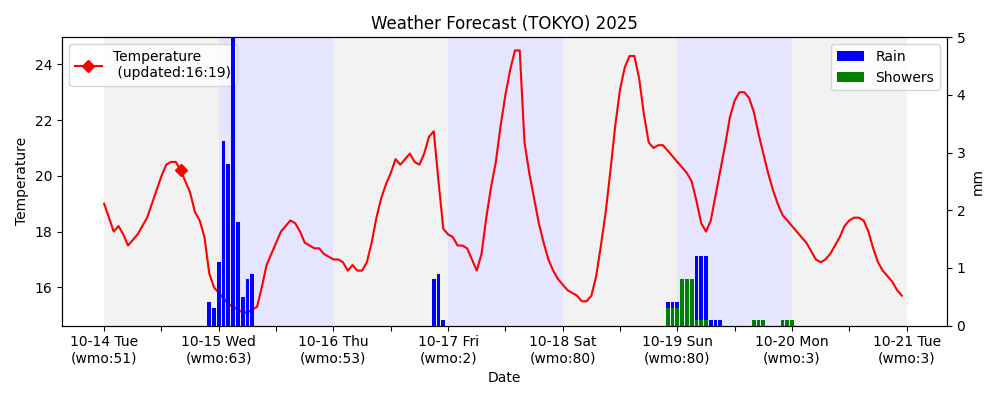 Weather Forecast (TOKYO) 2025
Temperature
(updated:16:19)
Rain
Showers
24
22
20
18
16
Temperature
5
4
3
2
1
0
mm
10-14 Tue
(wmo:51)
10-15 Wed
(wmo:63)
10-16 Thu
(wmo:53)
10-17 Fri
(wmo:2)
10-18 Sat
(wmo:80)
10-19 Sun
(wmo:80)
10-20 Mon
(wmo:3)
10-21 Tue
(wmo:3)
Date